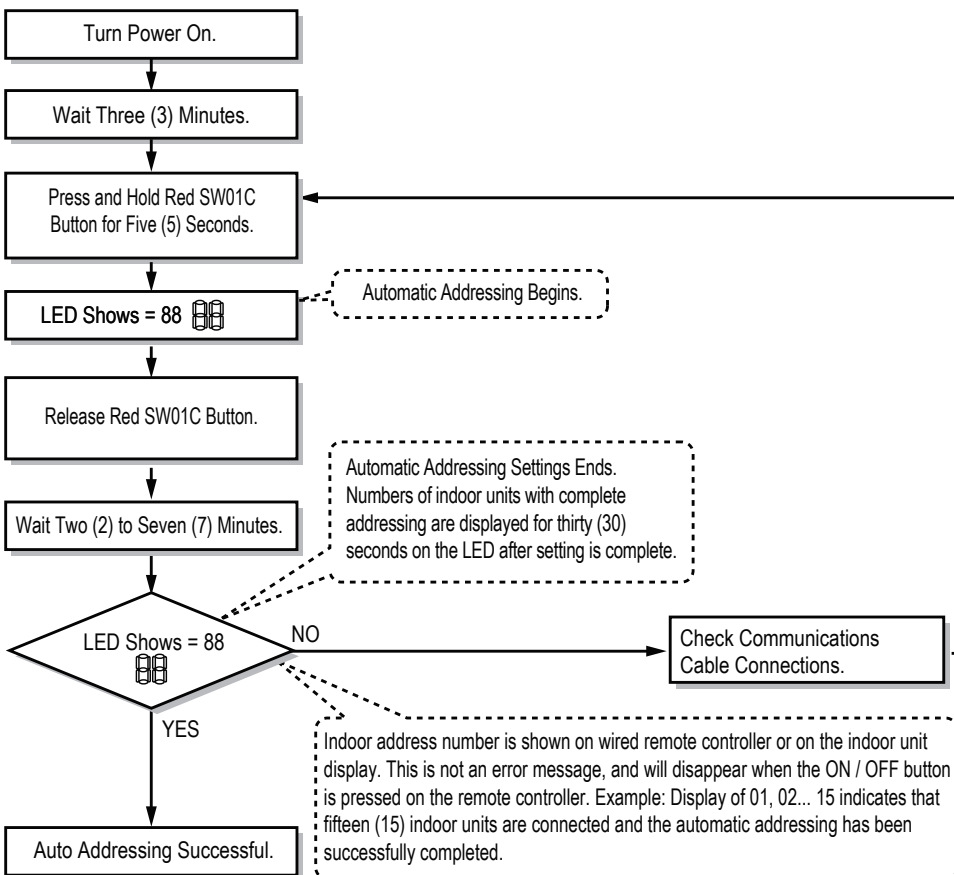 Turn Power On.
Wait Three (3) Minutes.
Press and Hold Red SW01C
Button for Five (5) Seconds.
LED Shows = 88 88
Automatic Addressing Begins.
Release Red SW01C Button.
Automatic Addressing Settings Ends.
Numbers of indoor units with complete
addressing are displayed for thirty (30)
seconds on the LED after setting is complete.
Wait Two (2) to Seven (7) Minutes.
LED Shows = 88
88
NO
Check Communications
Cable Connections.
YES
Indoor address number is shown on wired remote controller or on the indoor unit
display. This is not an error message, and will disappear when the ON / OFF button
is pressed on the remote controller. Example: Display of 01, 02... 15 indicates that
fifteen (15) indoor units are connected and the automatic addressing has been
successfully completed.
Auto Addressing Successful.